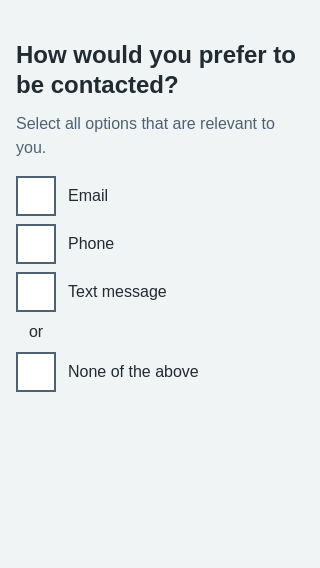 How would you prefer to
be contacted?
Select all options that are relevant to
you.
Email
Phone
Text message
or
None of the above